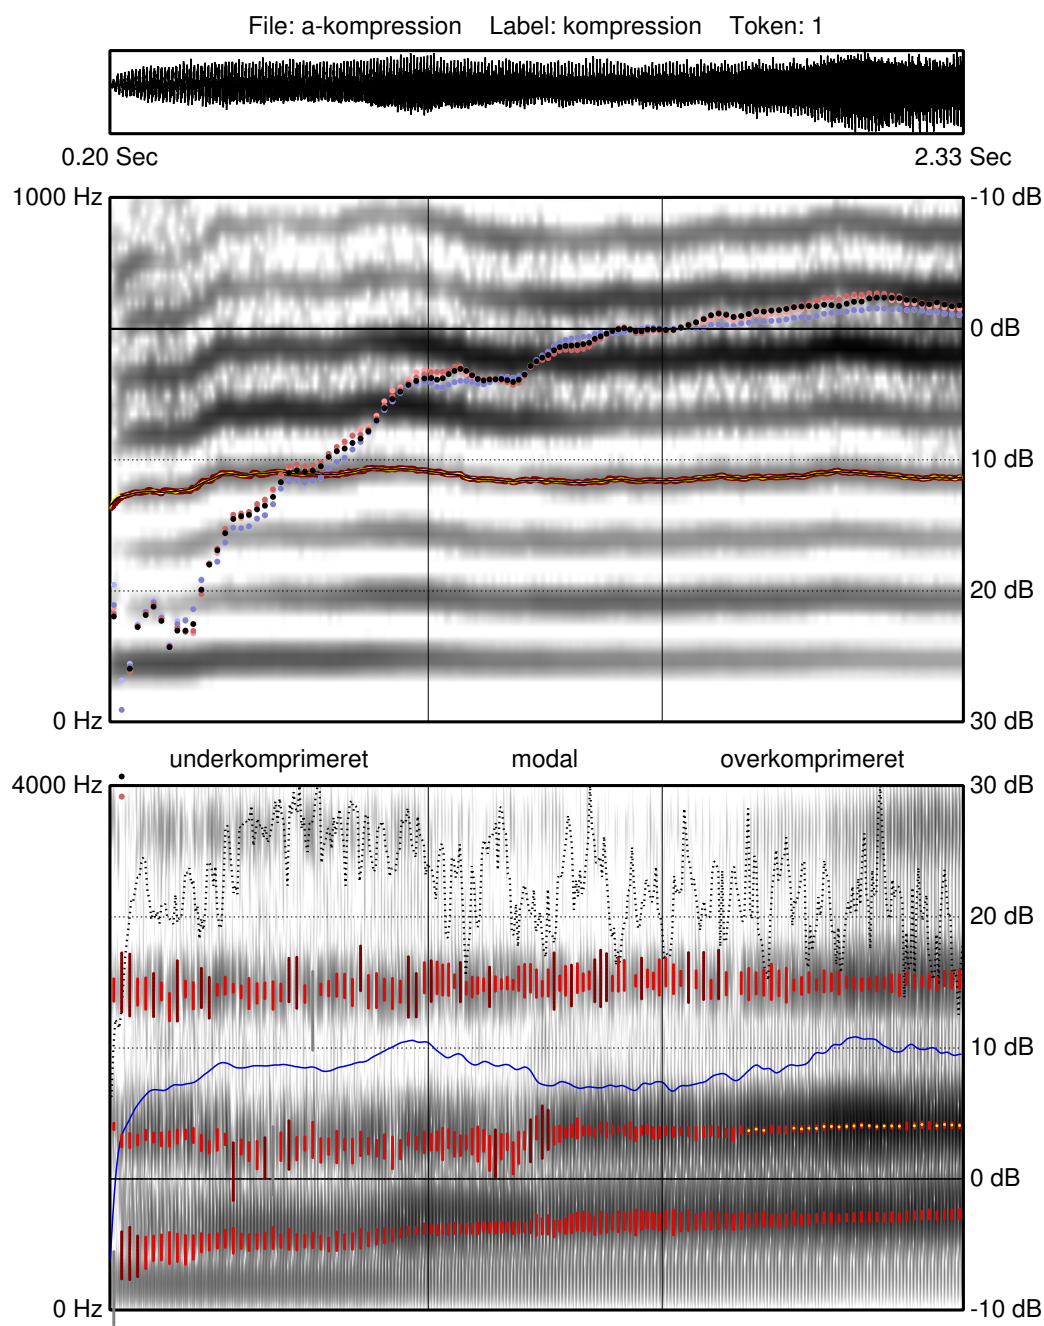 File: a-kompression Label: kompression Token: 1
0.20 Sec 2.33 Sec
1000 Hz -10 dB
0 dB
10 dB
20 dB
0 Hz 30 dB
underkomprimeret modal overkomprimeret
4000 Hz 30 dB
20 dB
10 dB
0 dB
0 Hz -10 dB